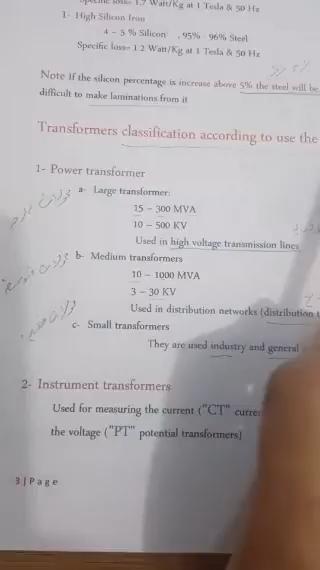 Specific loss= 1.7 Watt/Kg at 1 Tesla & 50 Hz
1- High Silicon Iron
4 – 5 % Silicon , 95% - 96% Steel
Specific loss= 1.2 Watt/Kg at 1 Tesla & 50 Hz
Note If the silicon percentage is increase above 5% the steel will be
difficult to make laminations from it
Transformers classification according to use the
1- Power transformer
a- Large transformer:
15 – 300 MVA
10 – 500 KV
Used in high voltage transmission lines
b- Medium transformers
10 – 1000 MVA
3 – 30 KV
Used in distribution networks (distribution
c- Small transformers
They are used industry and general
2- Instrument transformers
Used for measuring the current ("CT"
the voltage ("PT" potential transformers)
3 | Page